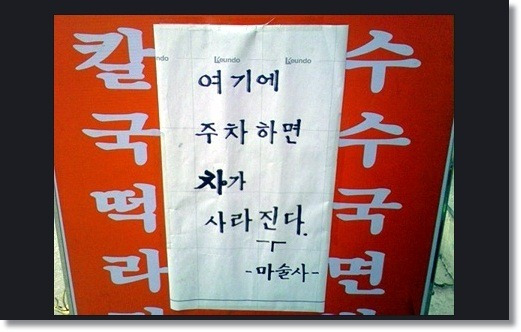 칼 수
국 수
떡 국
라 면
Keundo Keundo
여기에
주차하면
차가
사라진다.
-마술사-